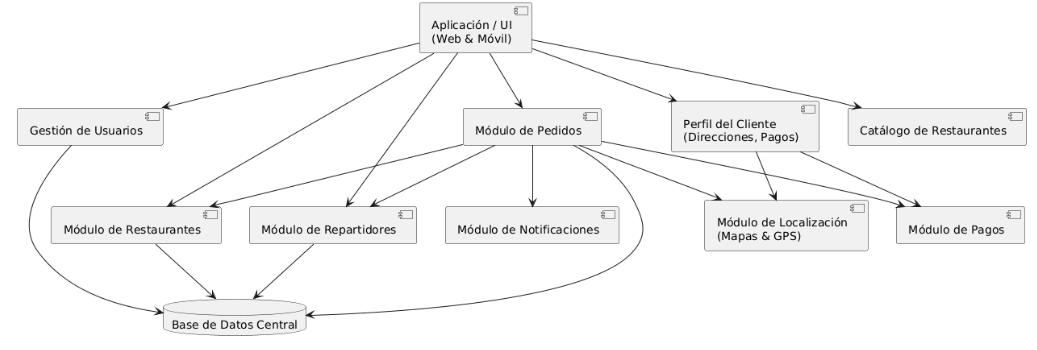 Aplicación / UI
(Web & Móvil)
Gestión de Usuarios
Módulo de Pedidos
Perfil del Cliente
(Direcciones, Pagos)
Catálogo de Restaurantes
Módulo de Restaurantes
Módulo de Repartidores
Módulo de Notificaciones
Módulo de Localización
(Mapas & GPS)
Módulo de Pagos
Base de Datos Central